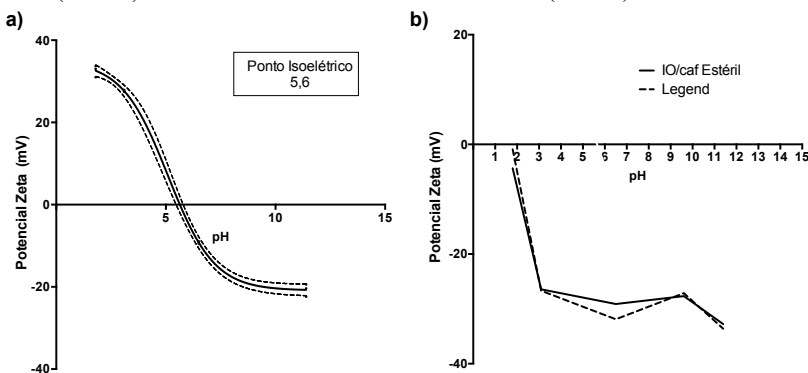 a)
Potencial Zeta (mV)
40
20
0
-20
-40
5
10
15
pH
Ponto Isoelétrico
5,6
b)
Potencial Zeta (mV)
20
0
-20
-40
1 2 3 4 5 6 7 8 9 10 11 12 13 14 15
pH
IO/caf Estéril
Legend